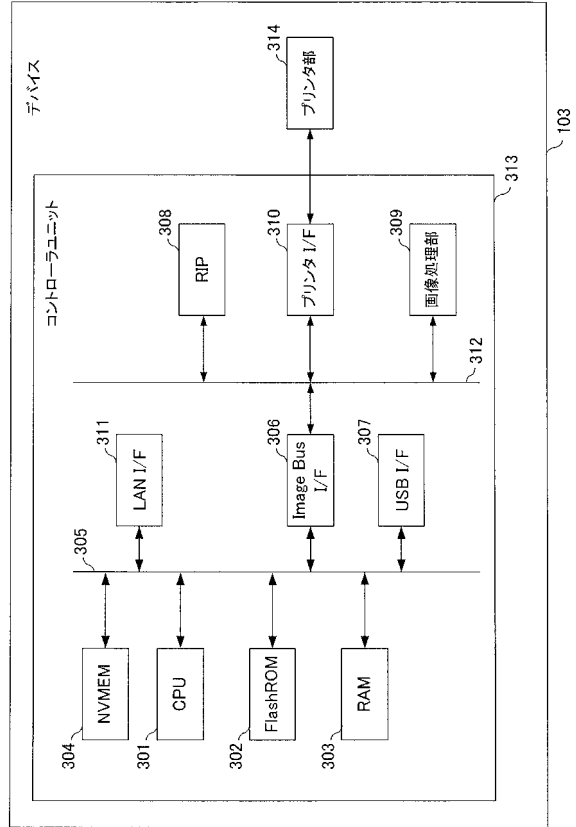 デバイス
103
コントローラユニット
313
304
NVMEM
301
CPU
302
FlashROM
303
RAM
305
311
LAN I/F
306
Image Bus
I/F
307
USB I/F
312
308
RIP
310
プリンタ I/F
309
画像処理部
314
プリンタ部